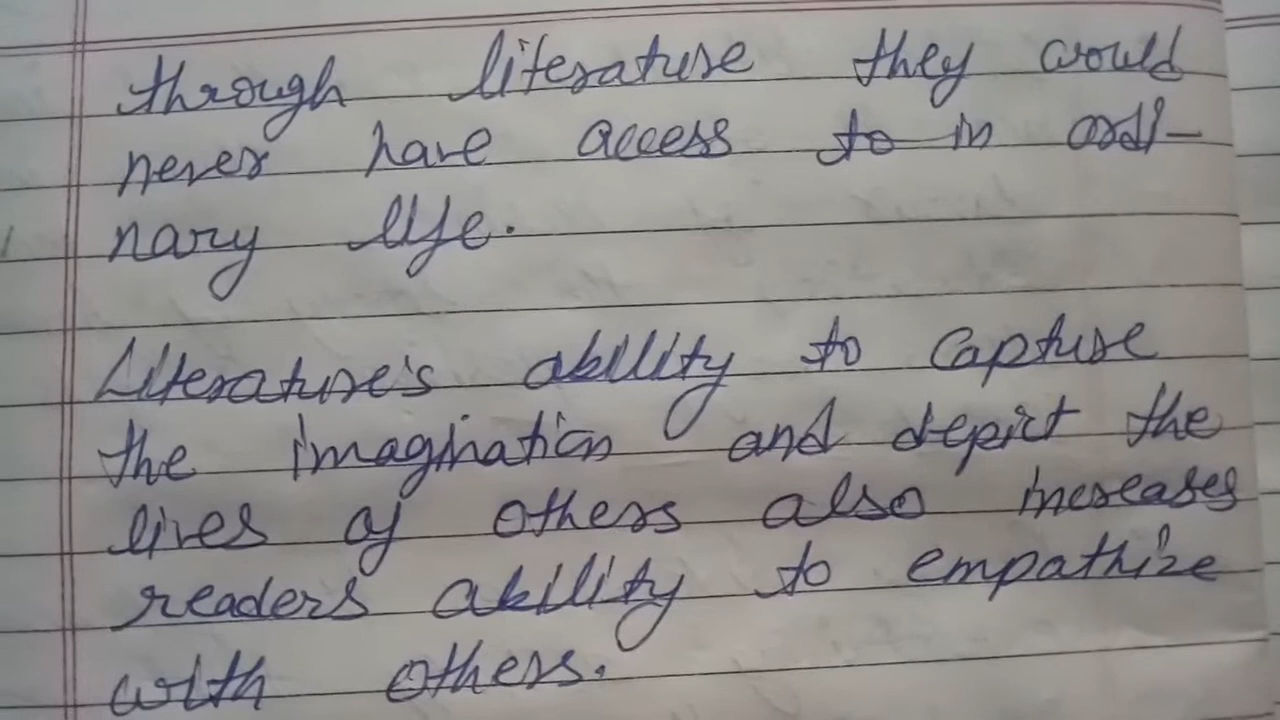 through literature they would
never have access to in ordi-
nary life.
Literature's ability to capture
the imagination and depict the
lives of others also increases
readers ability to empathize
with others.